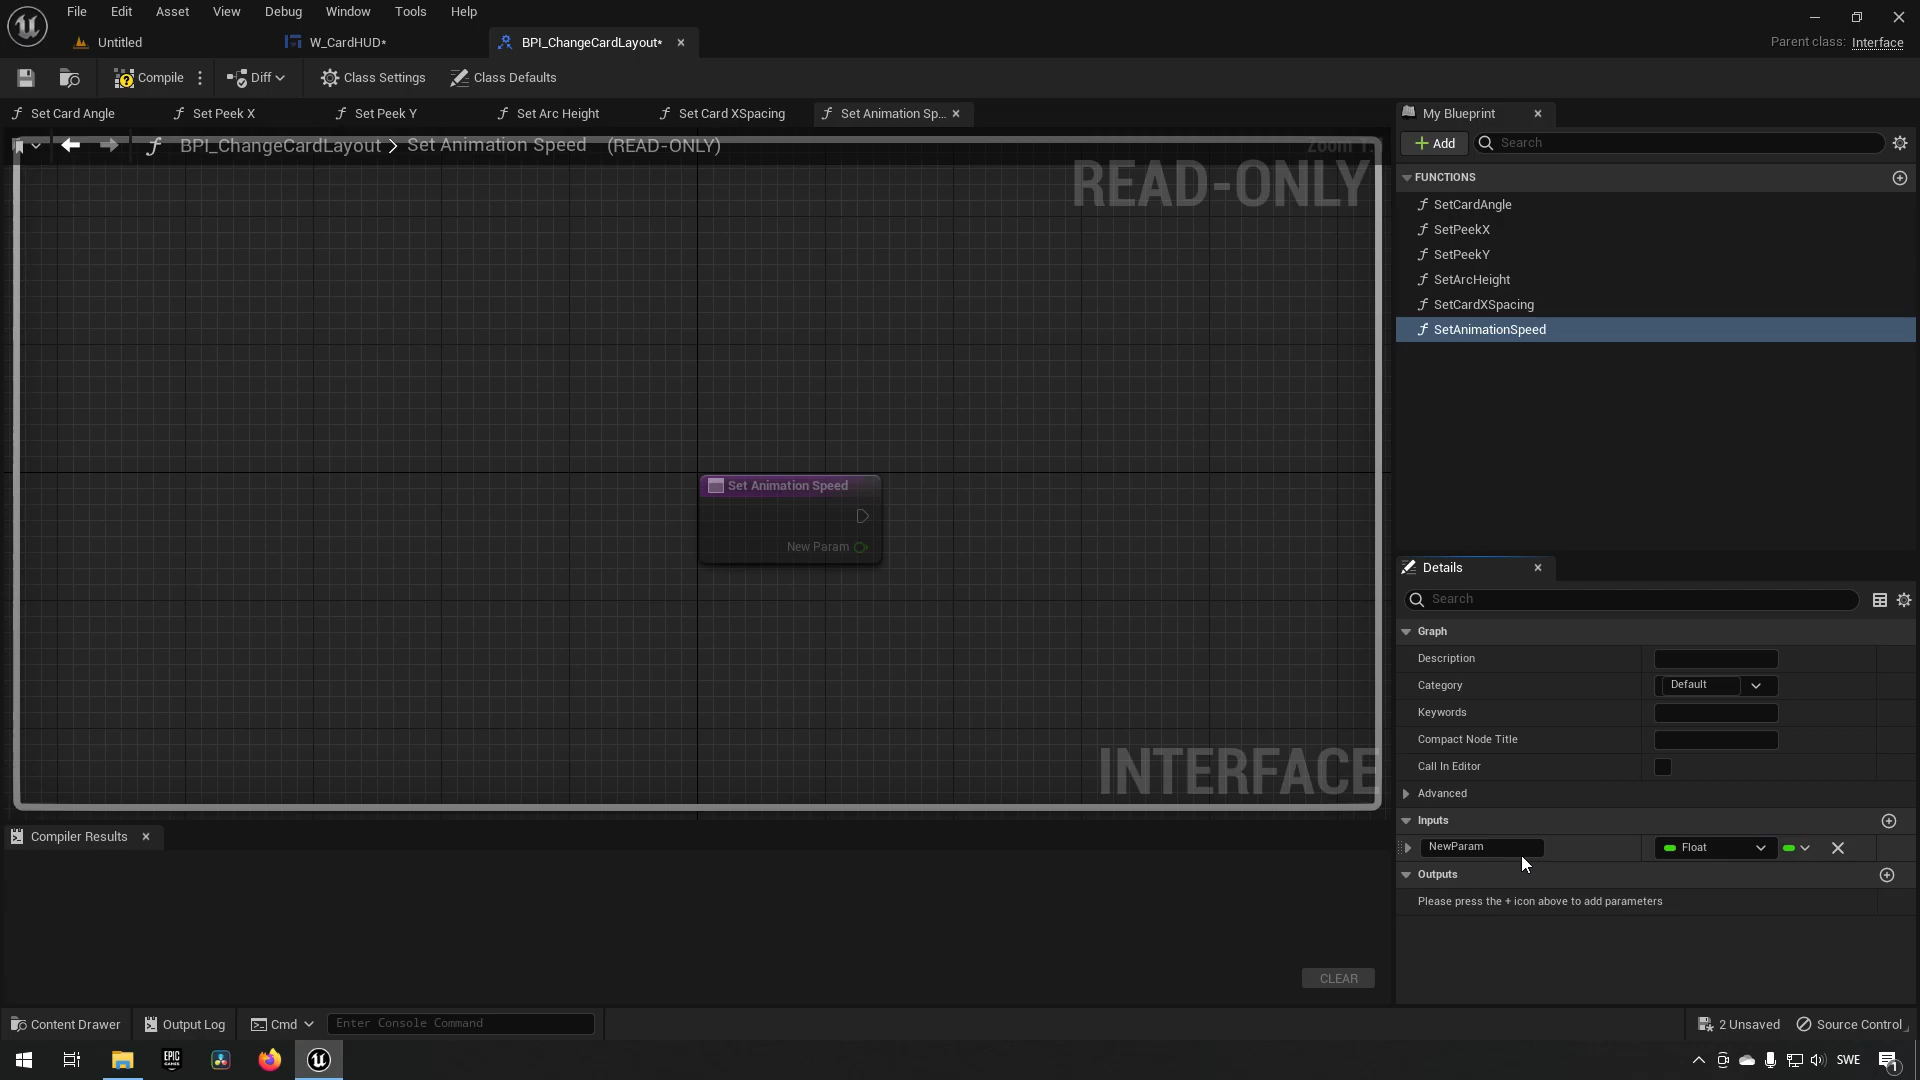 File Edit Asset View Debug Window Tools Help
Untitled
W_CardHUD*
BPI_ChangeCardLayout*
Parent class: Interface
Compile
Diff
Class Settings
Class Defaults
Set Card Angle
Set Peek X
Set Peek Y
Set Arc Height
Set Card XSpacing
Set Animation Sp...
BPI_ChangeCardLayout > Set Animation Speed (READ-ONLY)
READ-ONLY
Set Animation Speed
New Param
INTERFACE
My Blueprint
Add
Search
FUNCTIONS
SetCardAngle
SetPeekX
SetPeekY
SetArcHeight
SetCardXSpacing
SetAnimationSpeed
Details
Search
Graph
Description
Category Default
Keywords
Compact Node Title
Call In Editor
Advanced
Inputs
NewParam Float
Outputs
Please press the + icon above to add parameters
Compiler Results
CLEAR
Content Drawer
Output Log
Cmd
Enter Console Command
2 Unsaved
Source Control
EPIC
GAMES
SWE
1